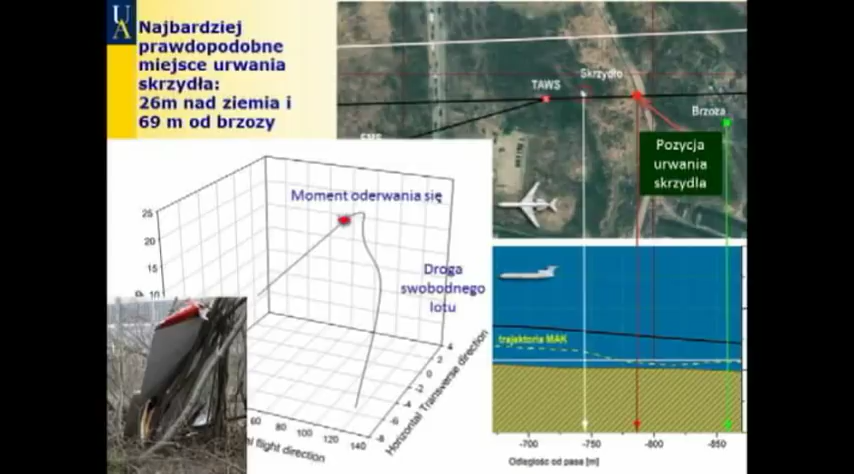 UA
Najbardziej
prawdopodobne
miejsce urwania
skrzydła:
26m nad ziemia i
69 m od brzozy
Skrzydło
TAWS
Brzoza
Pozycja
urwania
skrzydla
Moment oderwania się
Droga
swobodnego
lotu
25
20
15
4
2
0
-2
-4
-6
-8
Horizontal Transverse direction
60
80
100
120
140
flight direction
trajektoria MAK
-700
-750
-800
-850
Odległość od pasa [m]